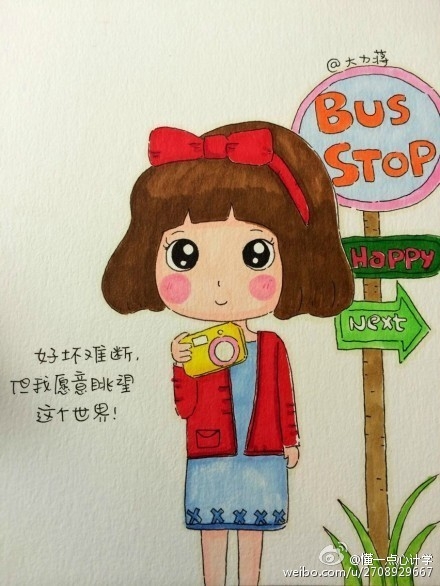 @大力蒋
BUS
STOP
HAPPY
Next
好坏难断,
但我愿意眺望
这个世界!
@懂一点心计学
weibo.com/u/2708929667